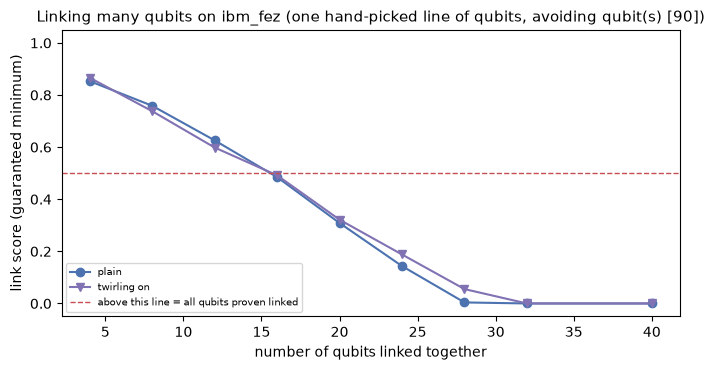 Linking many qubits on ibm_fez (one hand-picked line of qubits, avoiding qubit(s) [90])
link score (guaranteed minimum)
1.0
0.8
0.6
0.4
0.2
0.0
plain
twirling on
above this line = all qubits proven linked
5
10
15
20
25
30
35
40
number of qubits linked together